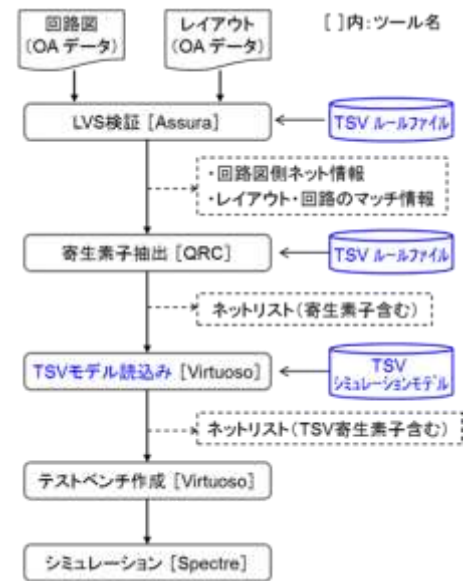 回路図
(OA データ)
レイアウト
(OA データ)
[ ]内:ツール名
LVS検証 [Assura]
TSV ルールファイル
・回路図側ネット情報
・レイアウト・回路のマッチ情報
寄生素子抽出 [QRC]
TSV ルールファイル
ネットリスト(寄生素子含む)
TSVモデル読込み [Virtuoso]
TSV
シミュレーションモデル
ネットリスト(TSV寄生素子含む)
テストベンチ作成 [Virtuoso]
シミュレーション [Spectre]